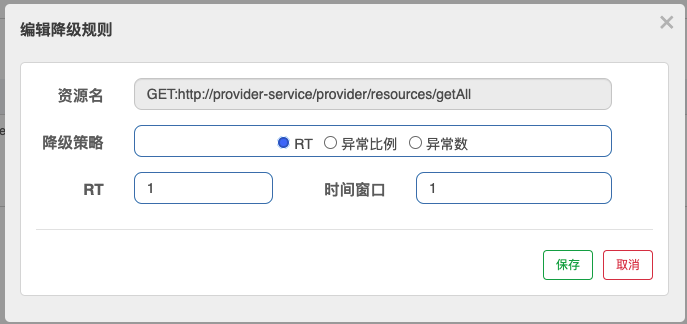 编辑降级规则
×
资源名 GET:http://provider-service/provider/resources/getAll
降级策略 RT 异常比例 异常数
RT 1 时间窗口 1
保存 取消